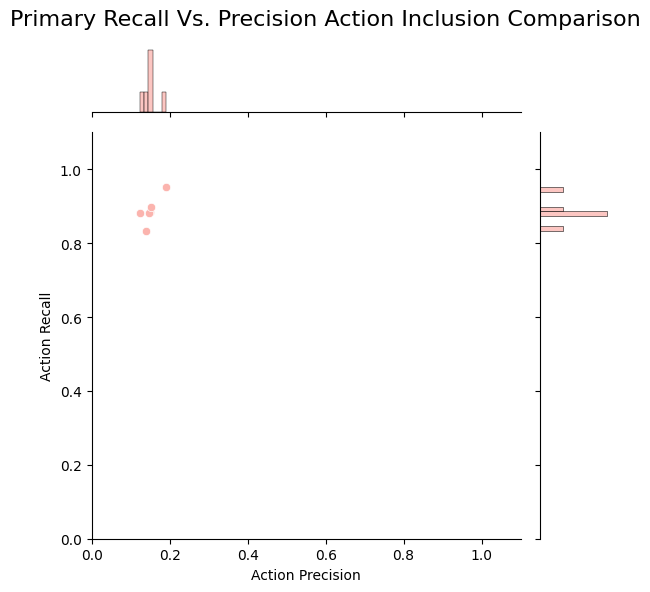 Primary Recall Vs. Precision Action Inclusion Comparison
1.0
0.8
0.6
0.4
0.2
0.0
Action Recall
0.0 0.2 0.4 0.6 0.8 1.0
Action Precision